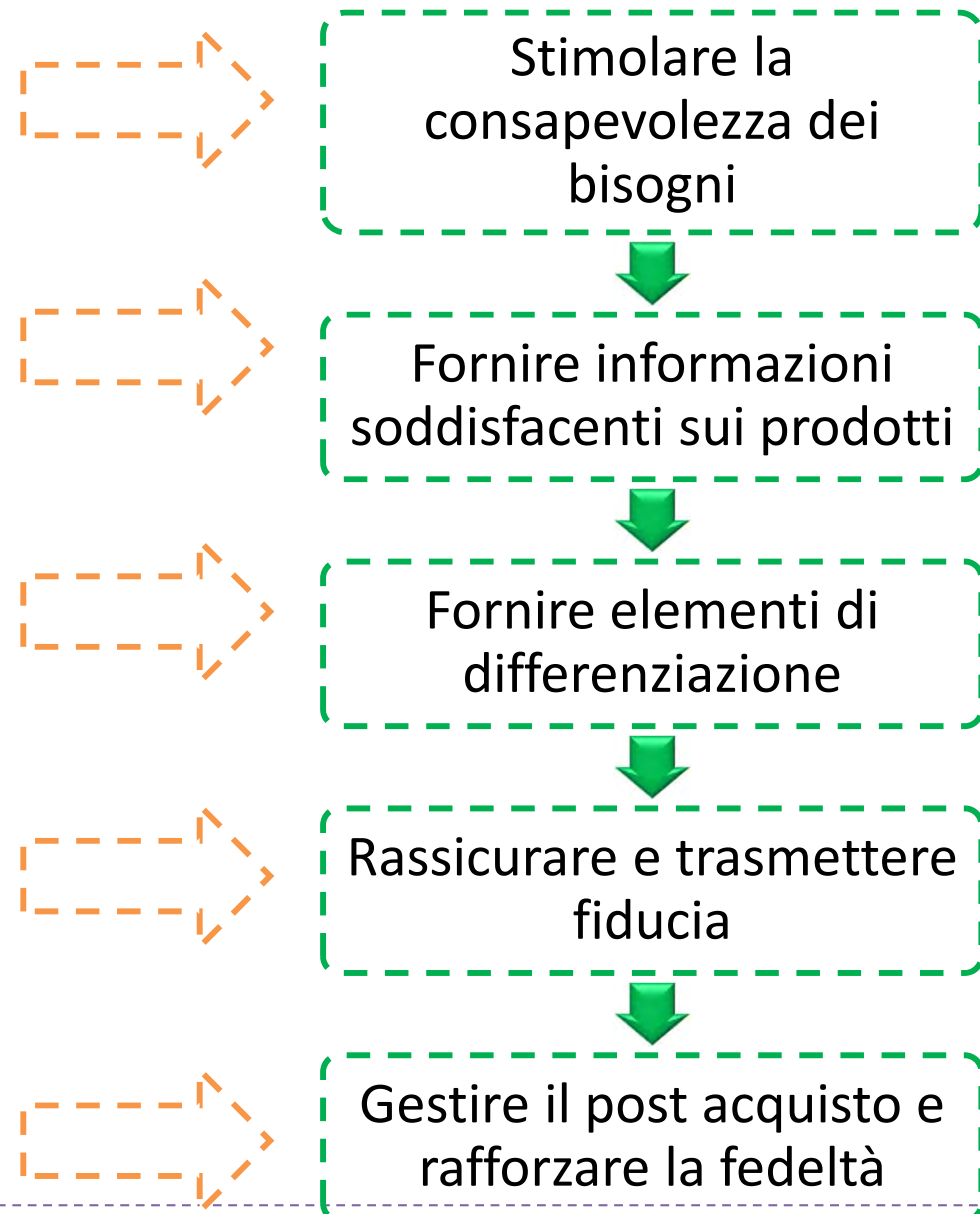 Stimolare la
consapevolezza dei
bisogni
Fornire informazioni
soddisfacenti sui prodotti
Fornire elementi di
differenziazione
Rassicurare e trasmettere
fiducia
Gestire il post acquisto e
rafforzare la fedeltà